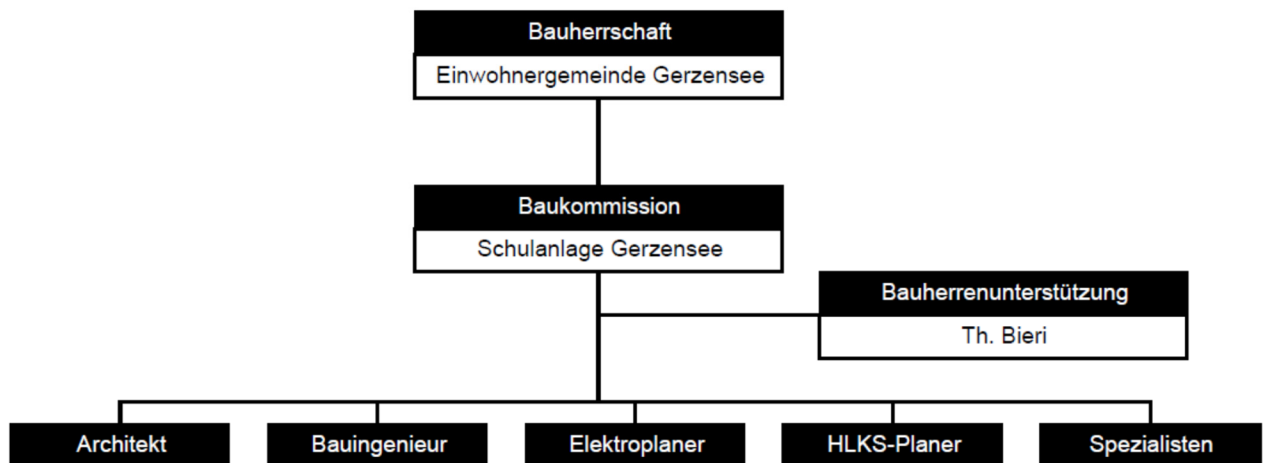 Bauherrschaft
Einwohnergemeinde Gerzensee
Baukommission
Schulanlage Gerzensee
Bauherrenunterstützung
Th. Bieri
Architekt
Bauingenieur
Elektroplaner
HLKS-Planer
Spezialisten